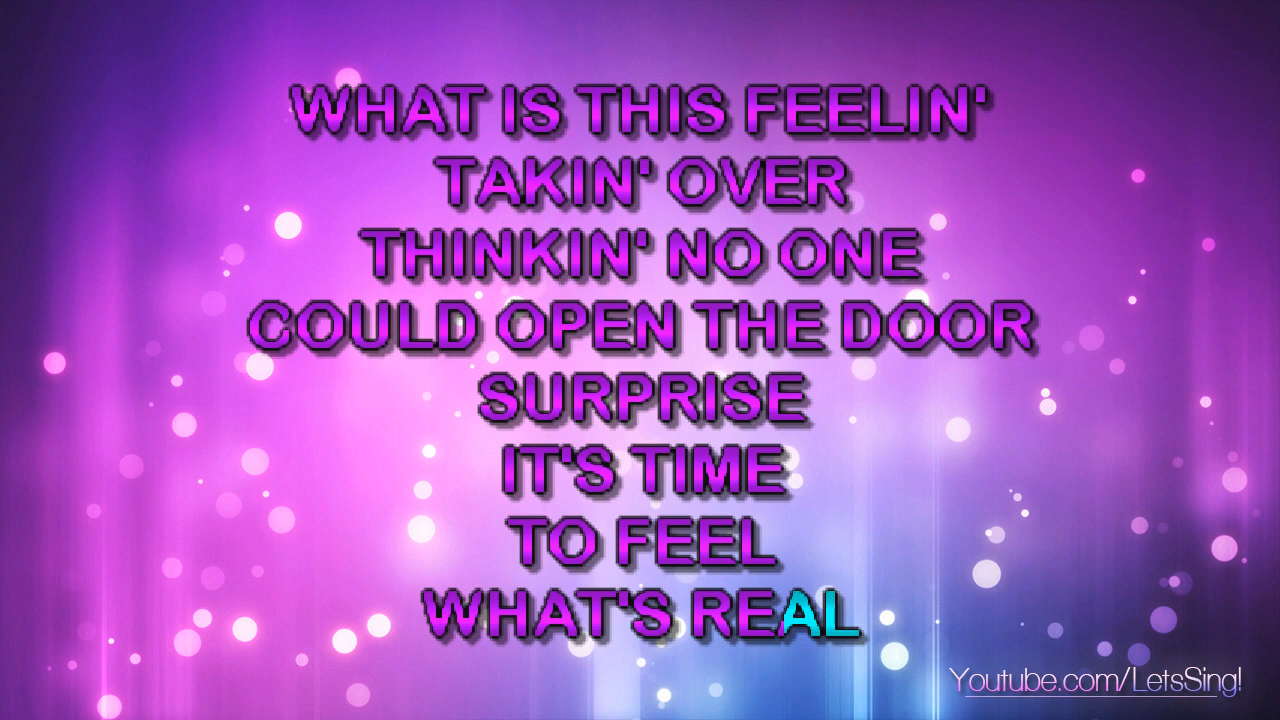 WHAT IS THIS FEELIN'
TAKIN' OVER
THINKIN' NO ONE
COULD OPEN THE DOOR
SURPRISE
IT'S TIME
TO FEEL
WHAT'S REAL
Youtube.com/LetsSing!